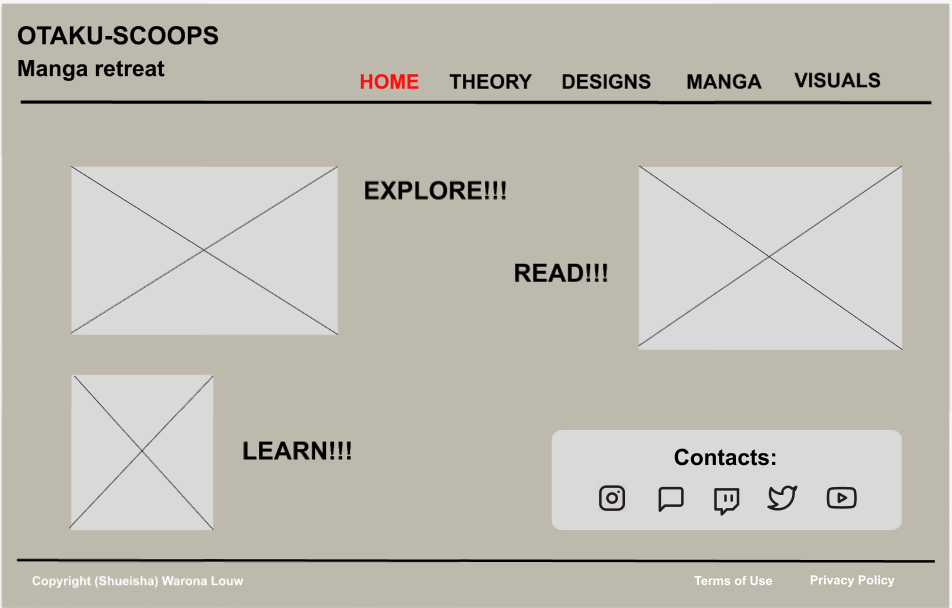 OTAKU-SCOOPS
Manga retreat
HOME THEORY DESIGNS MANGA VISUALS
EXPLORE!!!
READ!!!
LEARN!!!
Contacts:
Copyright (Shueisha) Warona Louw Terms of Use Privacy Policy